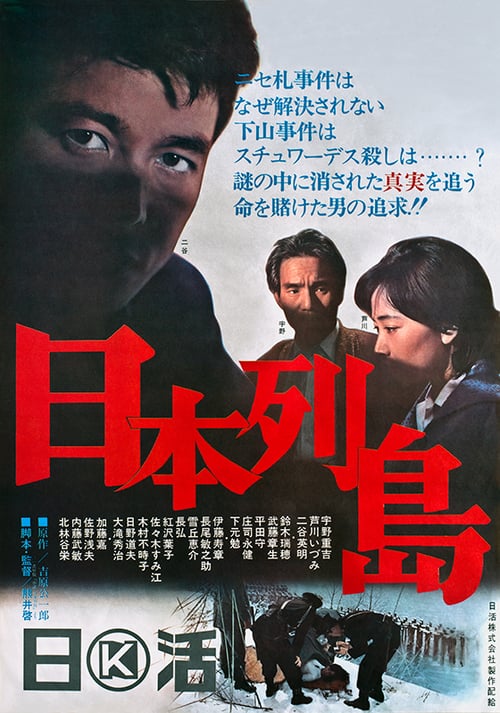 ニセ札事件は
なぜ解決されない
下山事件は
スチュワーデス殺しは…….？
謎の中に消された真実を追う
命を賭けた男の追求!!
二谷
宇野
芦川
日本列島
宇野重吉
芦川いづみ
二谷英明
鈴木瑞穂
武藤章生
平田守
庄司永健
下元勉
伊藤寿章
長尾敏之助
雪丘恵介
長弘
紅沢葉子
佐々木すみ江
木村不時子
日野道夫
大滝秀治
加藤嘉
佐野浅夫
内藤武敏
北林谷栄
■原作/吉原公一郎
■脚本・監督/熊井啓
日K活
日活株式会社製作配給